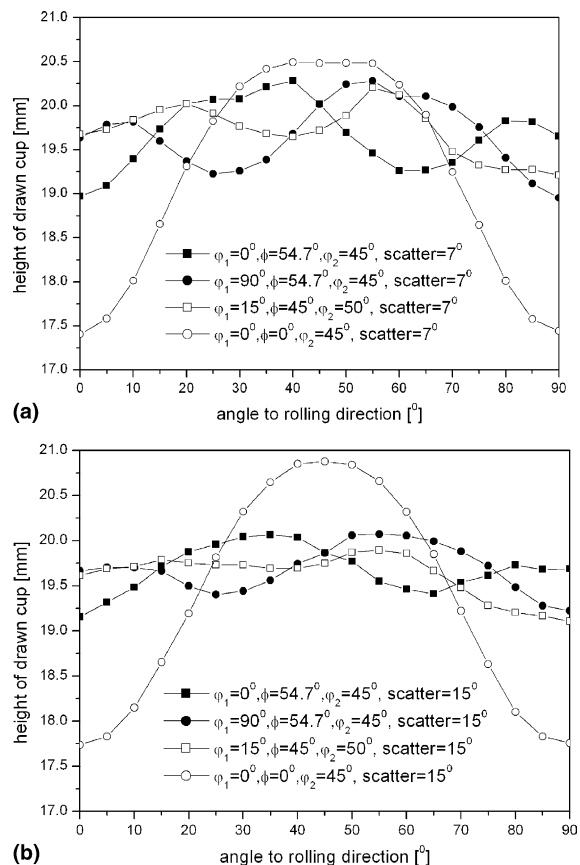 21.0
20.5
20.0
19.5
19.0
18.5
18.0
17.5
17.0
height of drawn cup [mm]
φ₁=0°,ϕ=54.7°,φ₂=45°, scatter=7°
φ₁=90°,ϕ=54.7°,φ₂=45°, scatter=7°
φ₁=15°,ϕ=45°,φ₂=50°, scatter=7°
φ₁=0°,ϕ=0°,φ₂=45°, scatter=7°
0 10 20 30 40 50 60 70 80 90
(a) angle to rolling direction [°]
21.0
20.5
20.0
19.5
19.0
18.5
18.0
17.5
17.0
height of drawn cup [mm]
φ₁=0°,ϕ=54.7°,φ₂=45°, scatter=15°
φ₁=90°,ϕ=54.7°,φ₂=45°, scatter=15°
φ₁=15°,ϕ=45°,φ₂=50°, scatter=15°
φ₁=0°,ϕ=0°,φ₂=45°, scatter=15°
0 10 20 30 40 50 60 70 80 90
(b) angle to rolling direction [°]